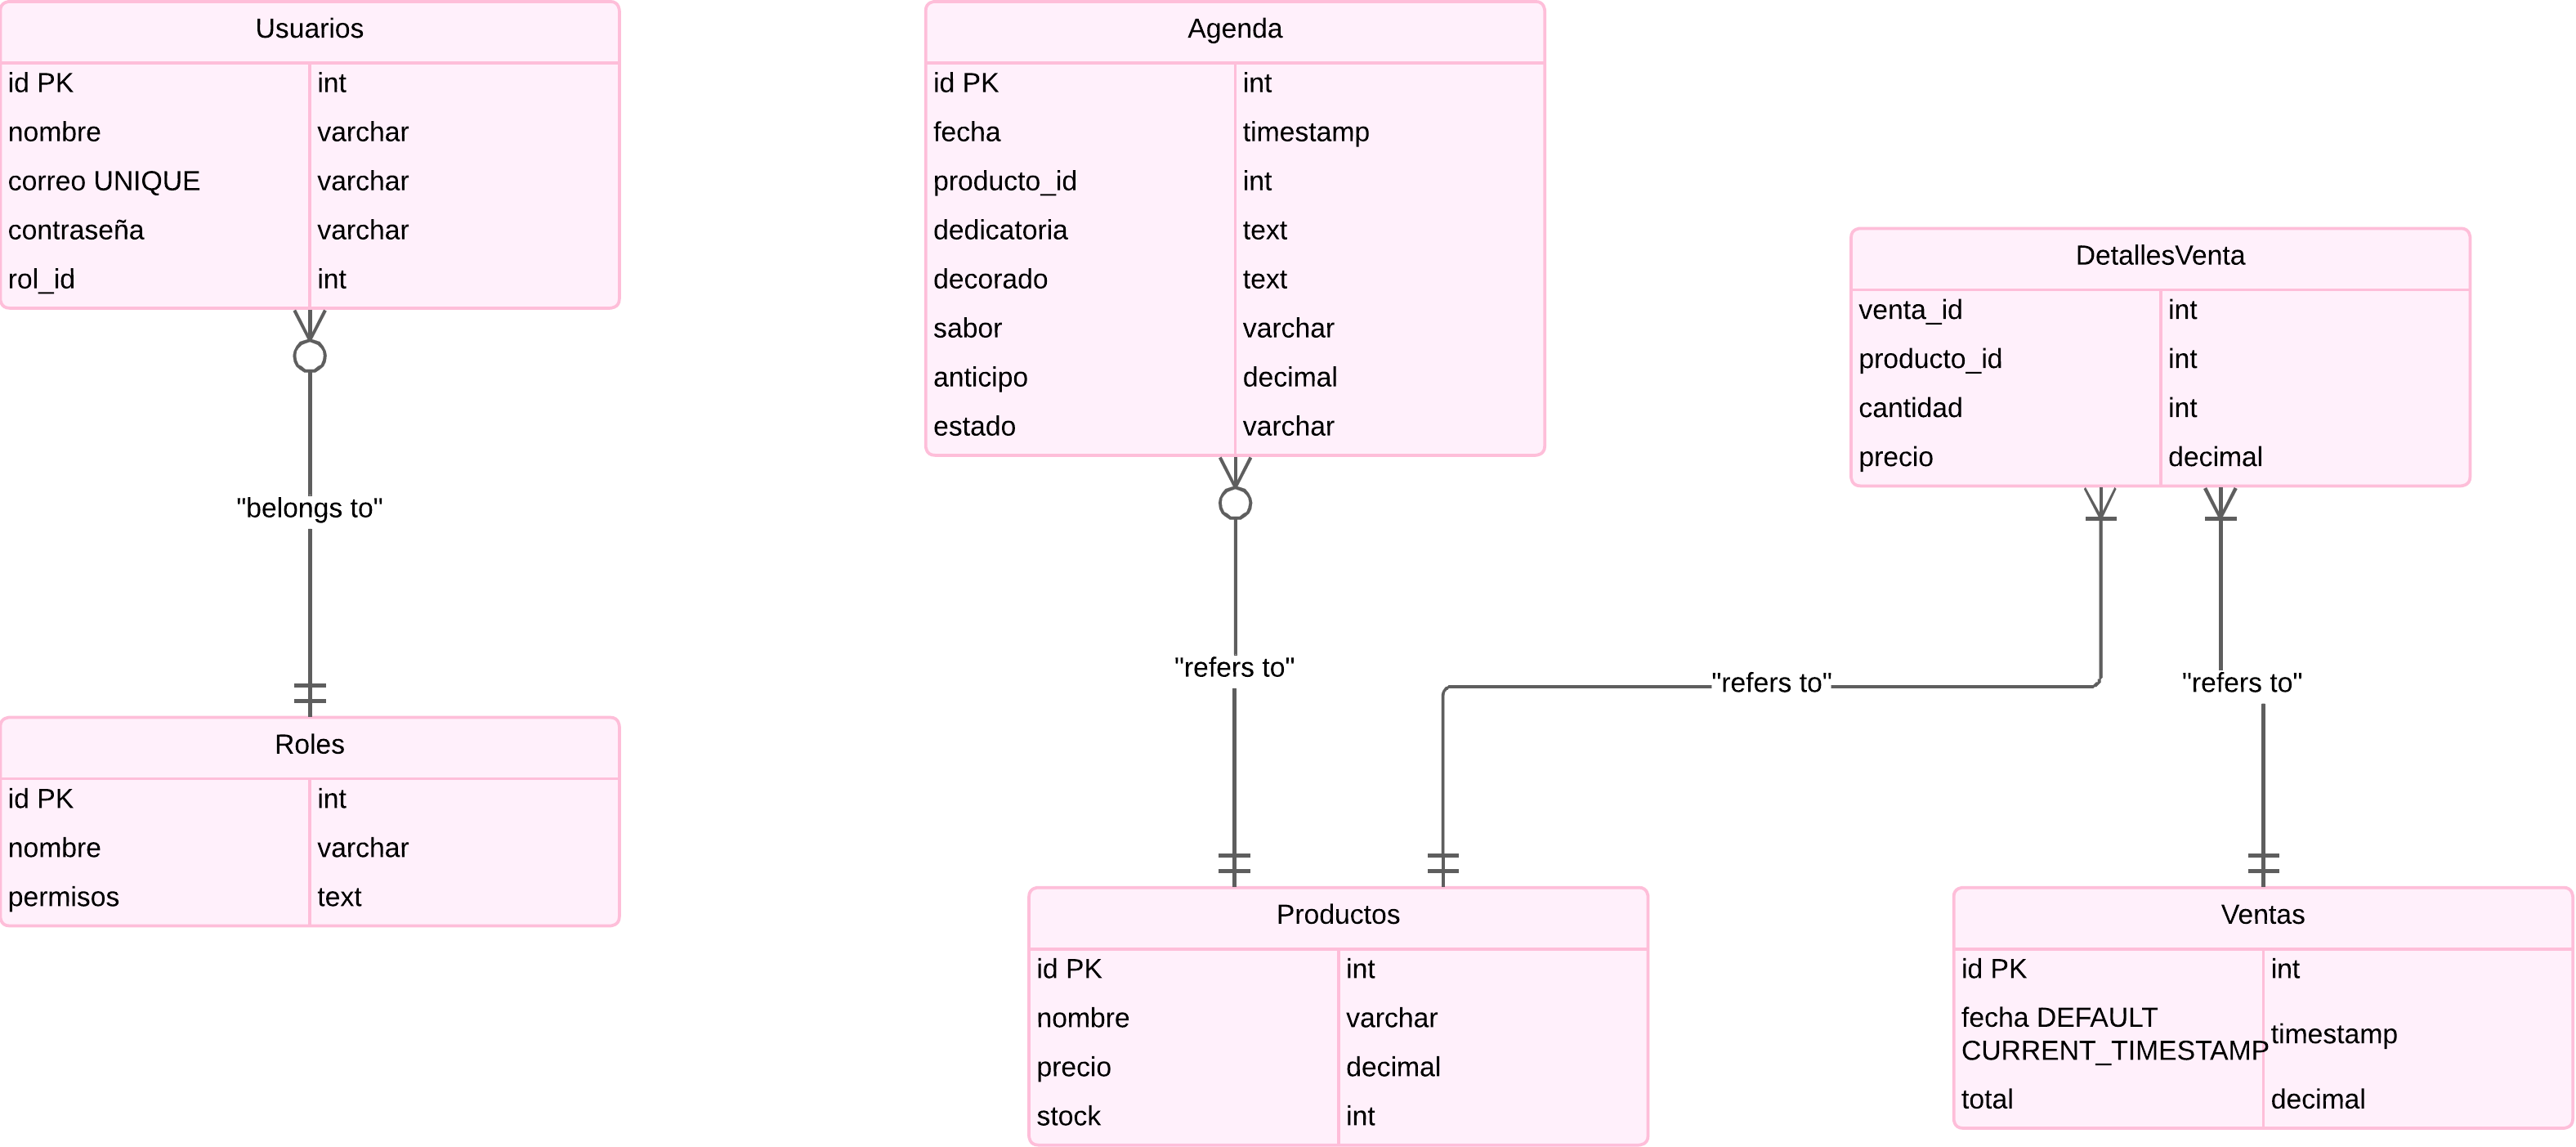 Usuarios
id PK int
nombre varchar
correo UNIQUE varchar
contraseña varchar
rol_id int
"belongs to"
Roles
id PK int
nombre varchar
permisos text
Agenda
id PK int
fecha timestamp
producto_id int
dedicatoria text
decorado text
sabor varchar
anticipo decimal
estado varchar
"refers to"
DetallesVenta
venta_id int
producto_id int
cantidad int
precio decimal
"refers to"
"refers to"
Productos
id PK int
nombre varchar
precio decimal
stock int
Ventas
id PK int
fecha DEFAULT
CURRENT_TIMESTAMP timestamp
total decimal